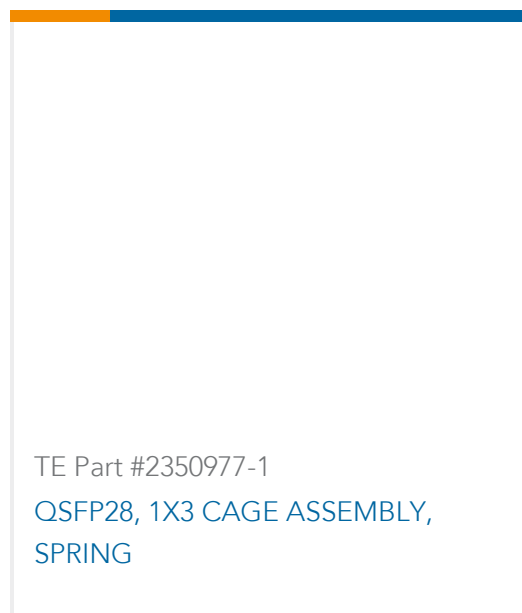 TE Part #2350977-1
QSFP28, 1X3 CAGE ASSEMBLY,
SPRING